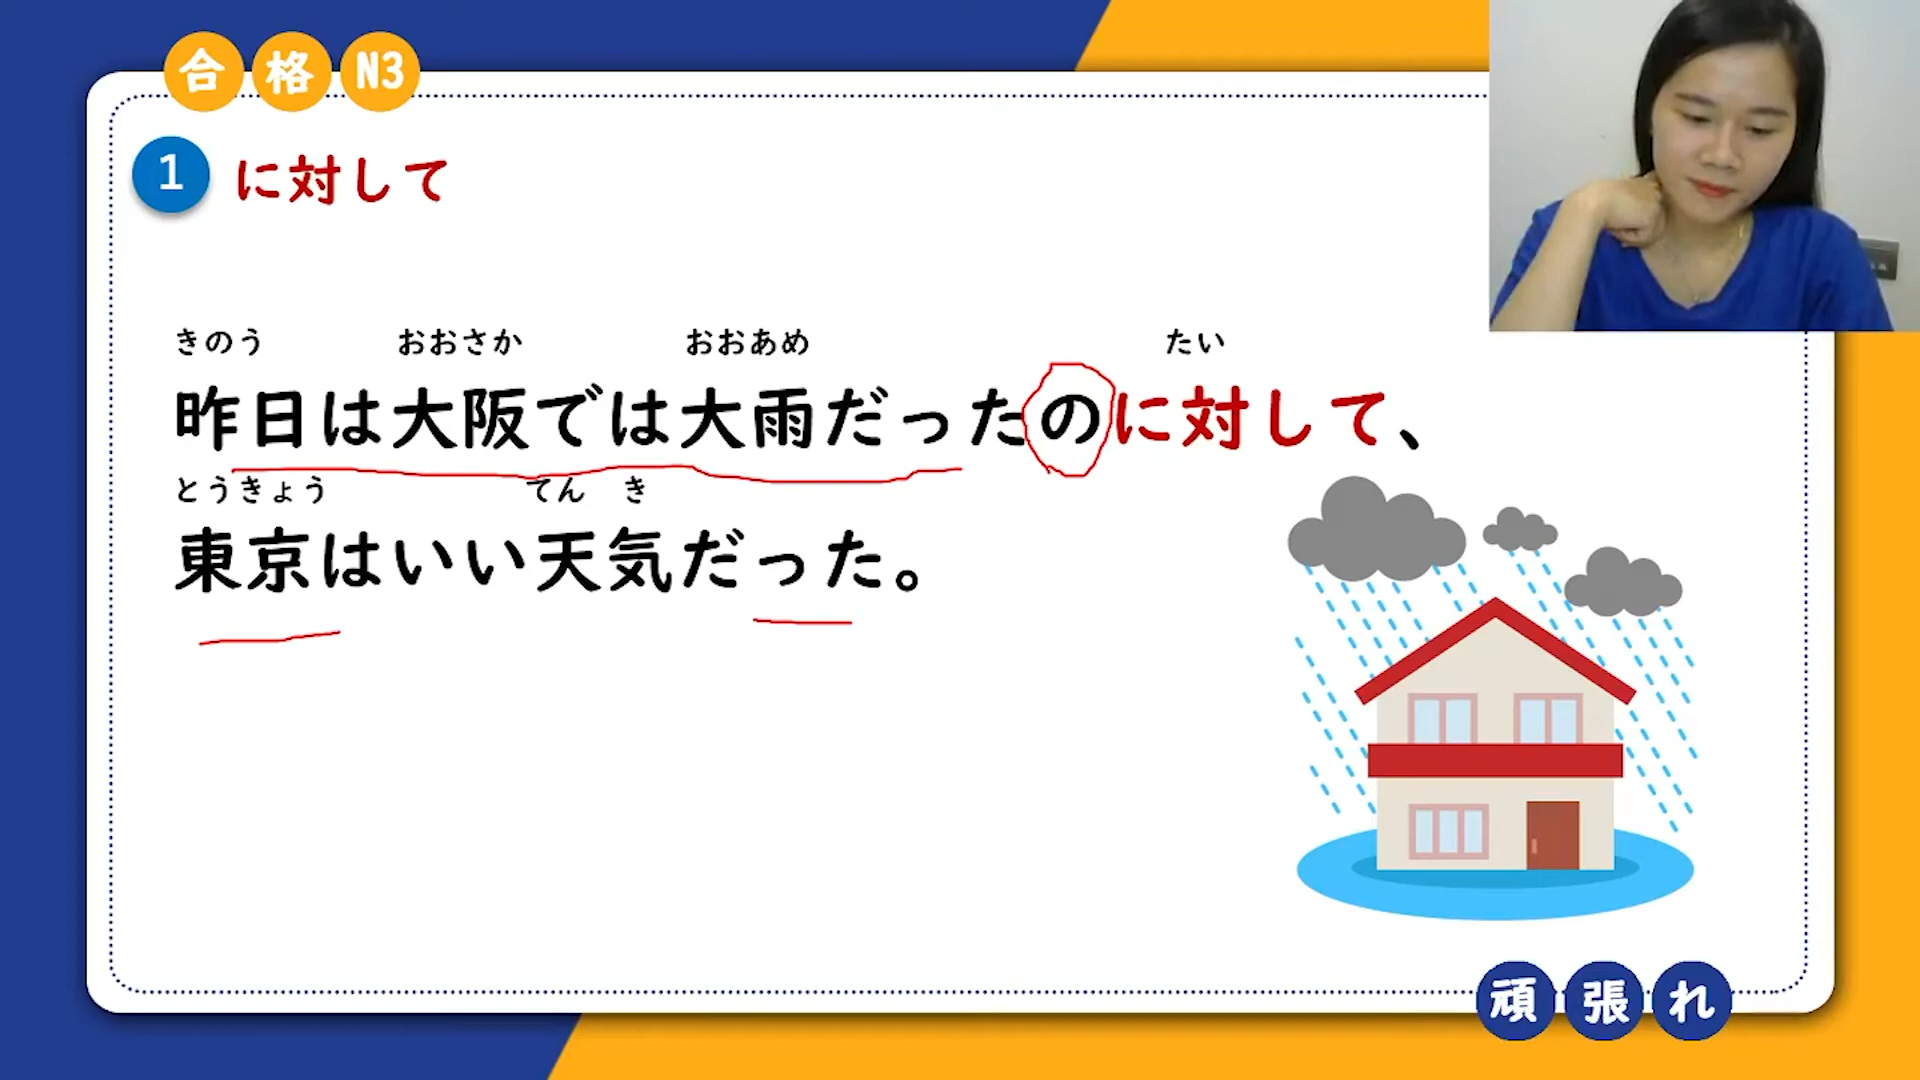 合格N3
1 に対して
きのう おおさか おおあめ たい
昨日は大阪では大雨だったのに対して、
とうきょう てん き
東京はいい天気だった。
頑張れ